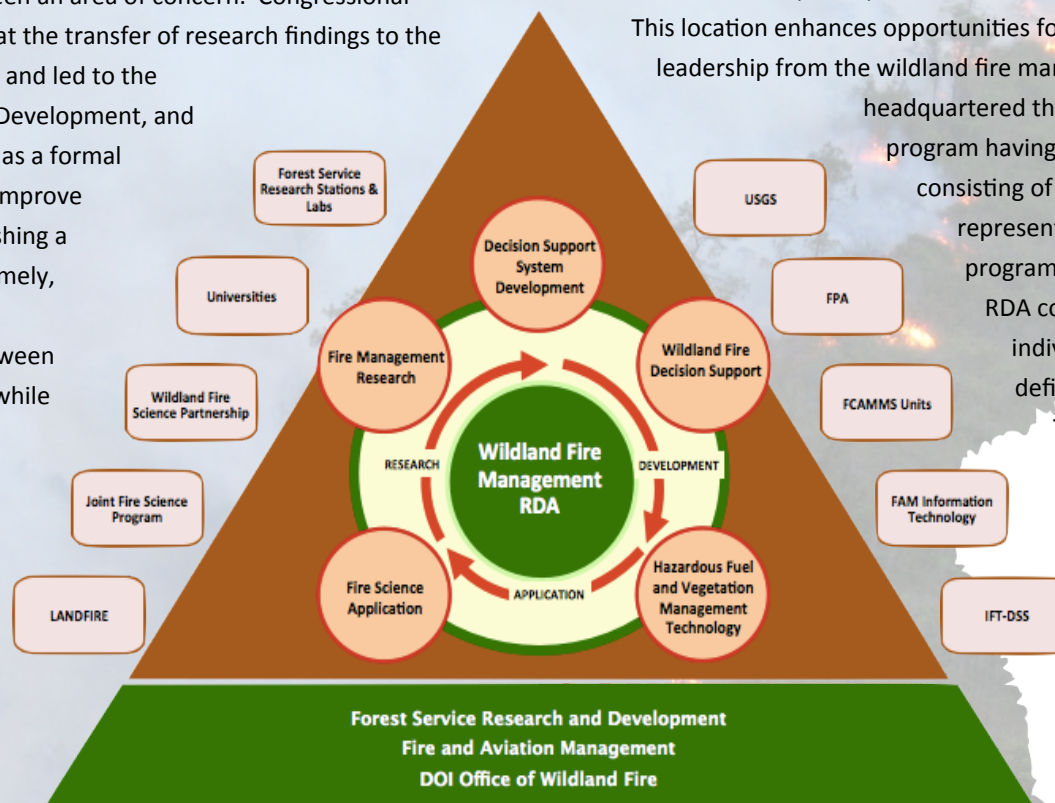 een an area of concern.  Congressional
at the transfer of research findings to the
and led to the
Development, and
as a formal
mprove
shing a
mely,
ween
while
This location enhances opportunities fo
leadership from the wildland fire mar
headquartered th
program having
consisting of
represent
program
RDA co
indiv
defi
Forest Service
Research Stations &
Labs
Universities
Wildland Fire
Science Partnership
Joint Fire Science
Program
LANDFIRE
Decision Support
System
Development
Fire Management
Research
Wildland Fire
Decision Support
RESEARCH
Wildland Fire
Management
RDA
DEVELOPMENT
Fire Science
Application
APPLICATION
Hazardous Fuel
and Vegetation
Management
Technology
USGS
FPA
FCAMMS Units
FAM Information
Technology
IFT-DSS
Forest Service Research and Development
Fire and Aviation Management
DOI Office of Wildland Fire